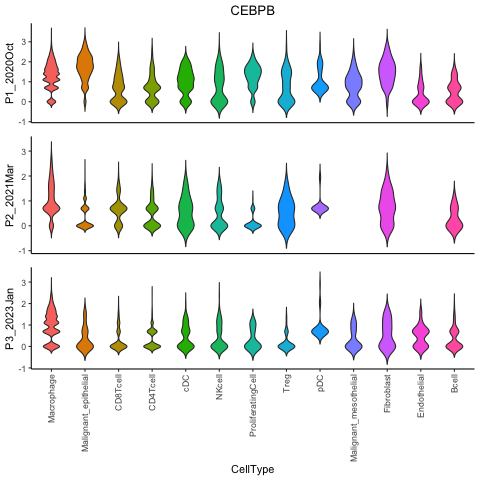 CEBPB
P1_2020Oct
3
2
1
0
-1
P2_2021Mar
3
2
1
0
-1
P3_2023Jan
3
2
1
0
-1
Macrophage
Malignant_epithelial
CD8Tcell
CD4Tcell
cDC
NKcell
ProliferatingCell
Treg
pDC
Malignant_mesothelial
Fibroblast
Endothelial
Bcell
CellType